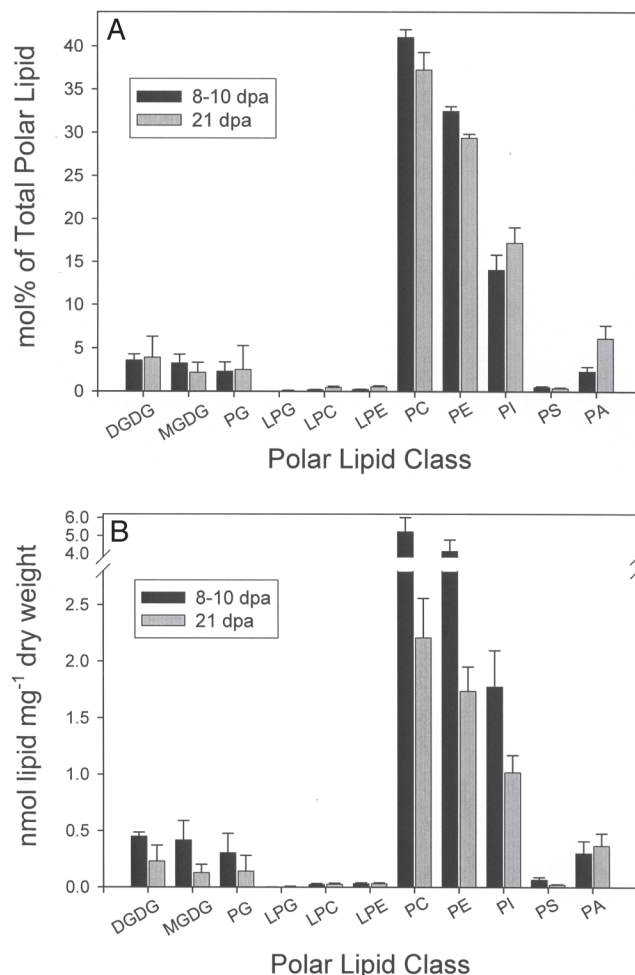 A
mol% of Total Polar Lipid
40
35
30
25
20
15
10
5
0
8-10 dpa
21 dpa
DGDG
MGDG
PG
LPG
LPC
LPE
PC
PE
PI
PS
PA
Polar Lipid Class
B
nmol lipid mg⁻¹ dry weight
6.0
5.0
4.0
2.5
2.0
1.5
1.0
0.5
0.0
8-10 dpa
21 dpa
DGDG
MGDG
PG
LPG
LPC
LPE
PC
PE
PI
PS
PA
Polar Lipid Class